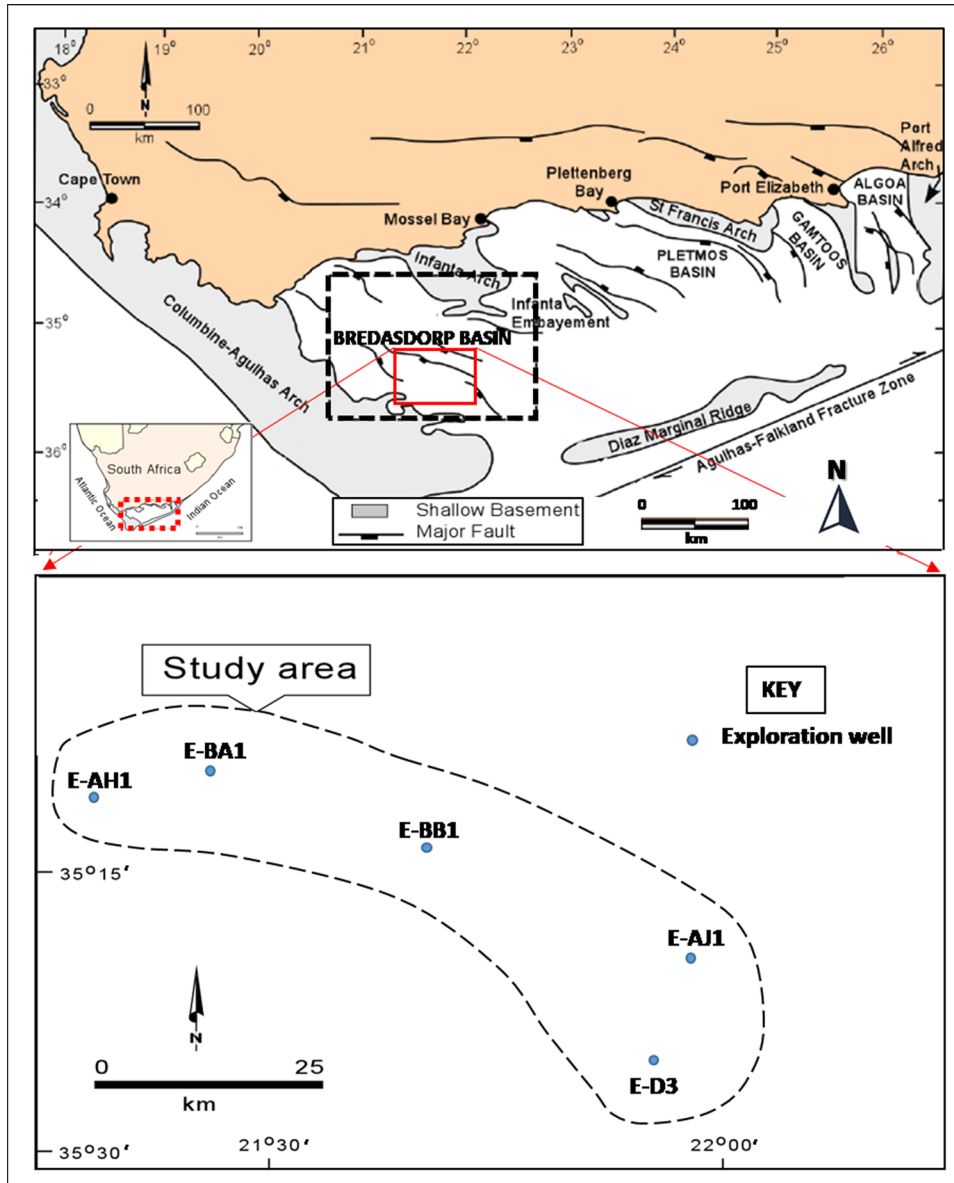 18° 19° 20° 21° 22° 23° 24° 25° 26°
33°
N
0 100
km
Port
Alfred
Arch
Cape Town
Plettenberg
Bay
Port Elizabeth
ALGOA
BASIN
34°
Mossel Bay
St Francis Arch
GAMTOOS
BASIN
PLETMOS
BASIN
Infanta Arch
Infanta
Embayement
35°
Columbine-Agulhas Arch
BREDASDORP BASIN
Diaz Marginal Ridge
Agulhas-Falkland Fracture Zone
36°
South Africa
Atlantic Ocean
Indian Ocean
Shallow Basement
Major Fault
0 100
km
N
Study area
KEY
Exploration well
E-BA1
E-AH1
E-BB1
35°15′
E-AJ1
N
0 25
km
E-D3
35°30′
21°30′ 22°00′